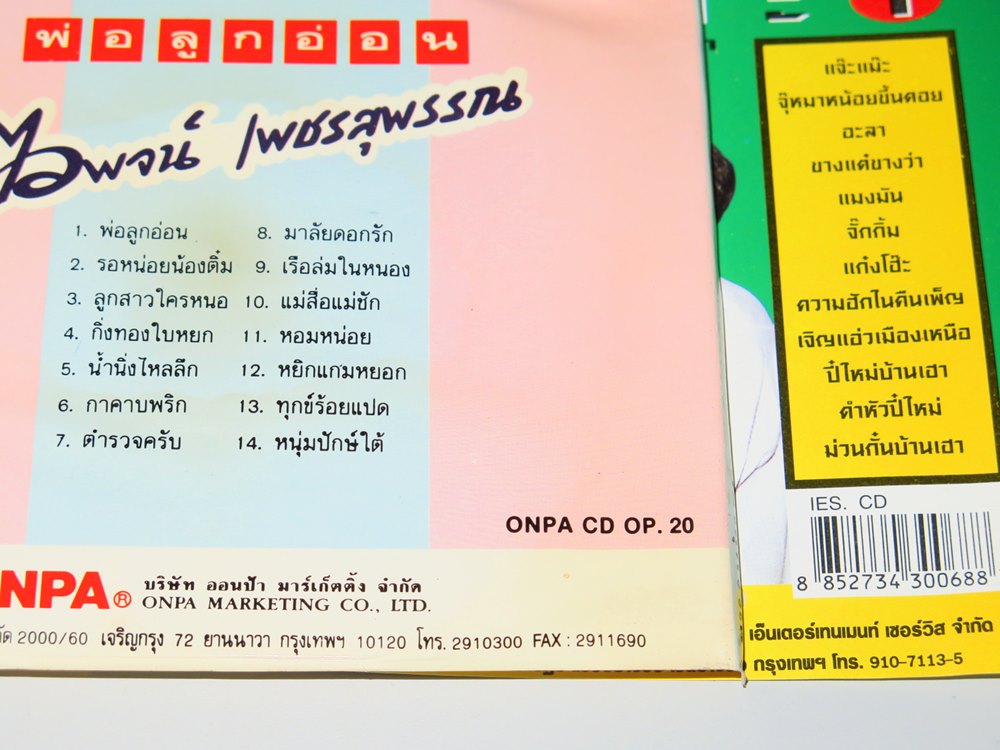 พ่อลูกอ่อน
ไวพจน์ เพชรสุพรรณ
1. พ่อลูกอ่อน
2. รอหน่อยน้องติ๋ม
3. ลูกสาวใครหนอ
4. กิ่งทองใบหยก
5. น้ำนิ่งไหลลึก
6. กาคาบพริก
7. ตำรวจครับ
8. มาลัยดอกรัก
9. เรือล่มในหนอง
10. แม่สื่อแม่ชัก
11. หอมหน่อย
12. หยิกแกมหยอก
13. ทุกข์ร้อยแปด
14. หนุ่มปักษ์ใต้
ONPA CD OP. 20
ONPA®
บริษัท ออนป้า มาร์เก็ตติ้ง จำกัด
ONPA MARKETING CO., LTD.
2000/60 เจริญกรุง 72 ยานนาวา กรุงเทพฯ 10120 โทร. 2910300 FAX : 2911690
แจ๊ะแม๊ะ
จุ๊หมาหน้อยขึ้นดอย
อะลา
ขางแต๋ขางว่า
แมงมัน
จั๊กกิ้ม
แก๋งโฮ๊ะ
ความฮักในคืนเพ็ญ
เจิญแอ่วเมืองเหนือ
ปี๋ใหม่บ้านเฮา
ดำหัวปี๋ใหม่
ม่วนกั๋นบ้านเฮา
IES. CD
8 852734 300688
เอ็นเตอร์เทนเมนท์ เซอร์วิส จำกัด
กรุงเทพฯ โทร. 910-7113-5